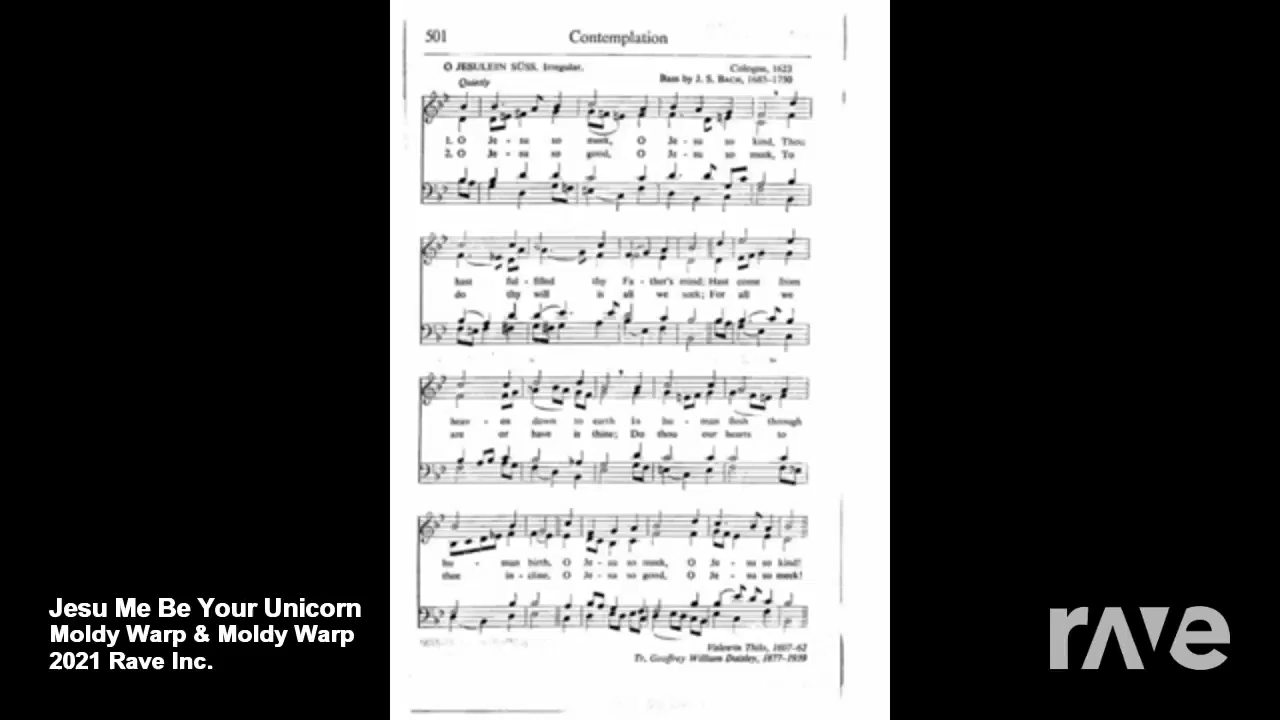 501 Contemplation
O JESULEIN SÜSS. Irregular. Cologne, 1623
Quietly Bass by J. S. BACH, 1685–1750
1. O Je - su so meek, O Je - su so kind, Thou
2. O Je - su so good, O Je - su so meek, To
hast ful - filled thy Fa - ther's mind; Hast come from
do thy will is all we seek; For all we
heav - en down to earth In hu - man flesh through
are or have is thine; Do thou our hearts to
hu - man birth, O Je - su so meek, O Je - su so kind!
thee in - cline, O Je - su so good, O Je - su so meek!
Valentin Thilo, 1607–62
Tr. Geoffrey William 1877–1939
Jesu Me Be Your Unicorn
Moldy Warp & Moldy Warp
2021 Rave Inc.
rave